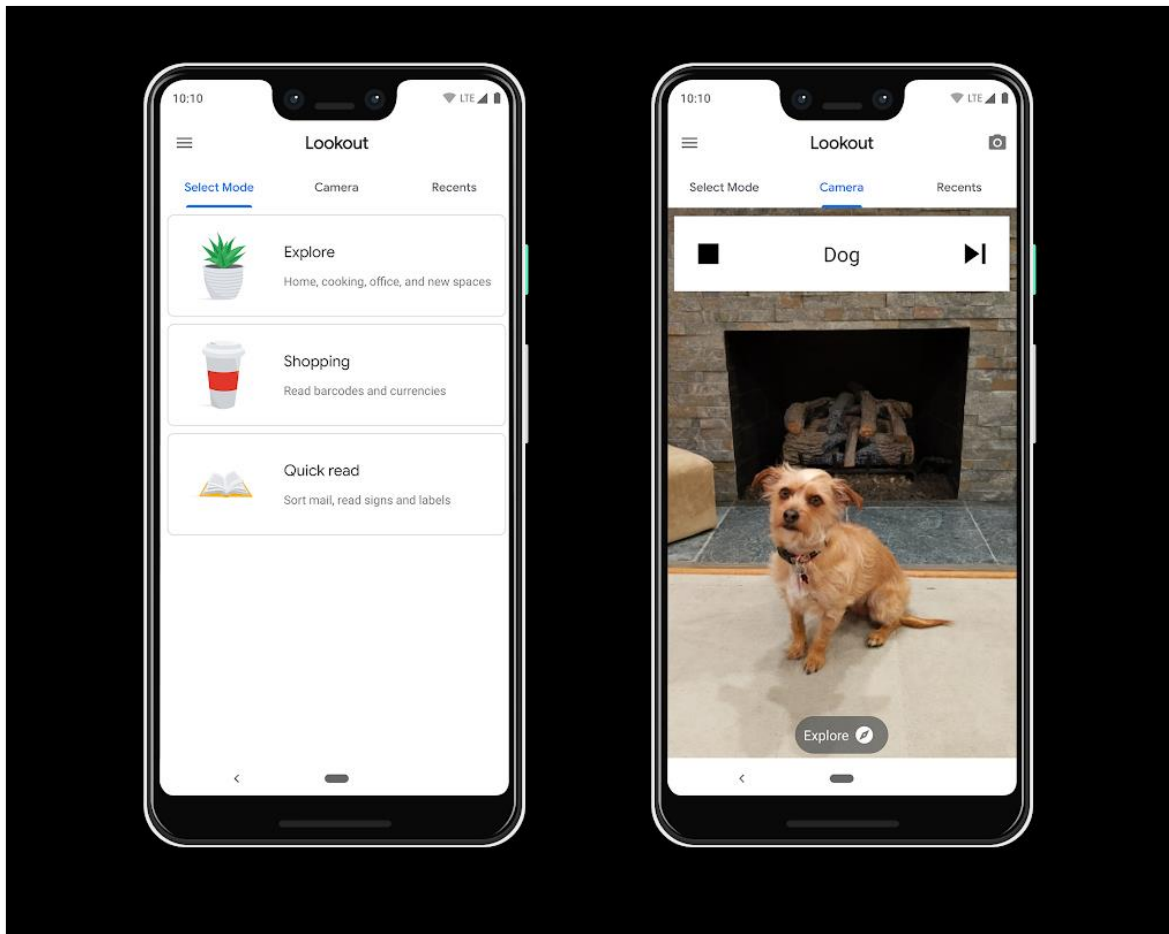 10:10
LTE
Lookout
Select Mode
Camera
Recents
Explore
Home, cooking, office, and new spaces
Shopping
Read barcodes and currencies
Quick read
Sort mail, read signs and labels
10:10
LTE
Lookout
Select Mode
Camera
Recents
Dog
Explore